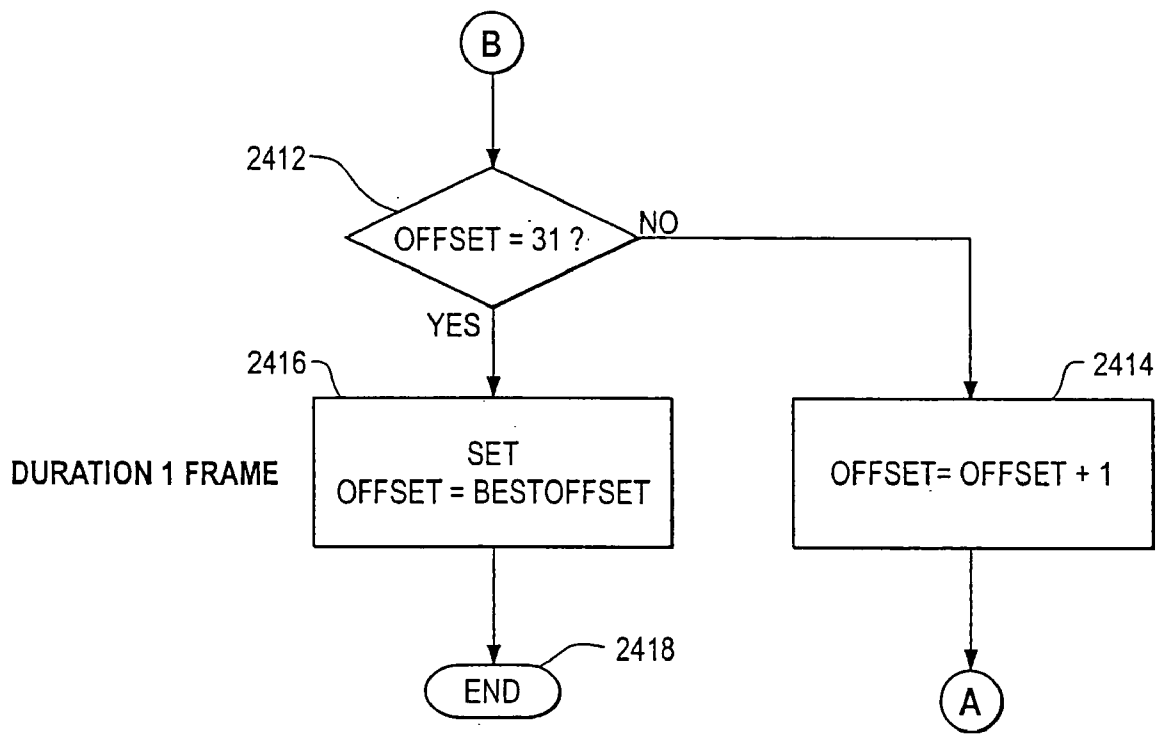 B
2412
OFFSET = 31 ?
NO
YES
2416
2414
DURATION 1 FRAME
SET
OFFSET = BESTOFFSET
OFFSET= OFFSET + 1
2418
END
A